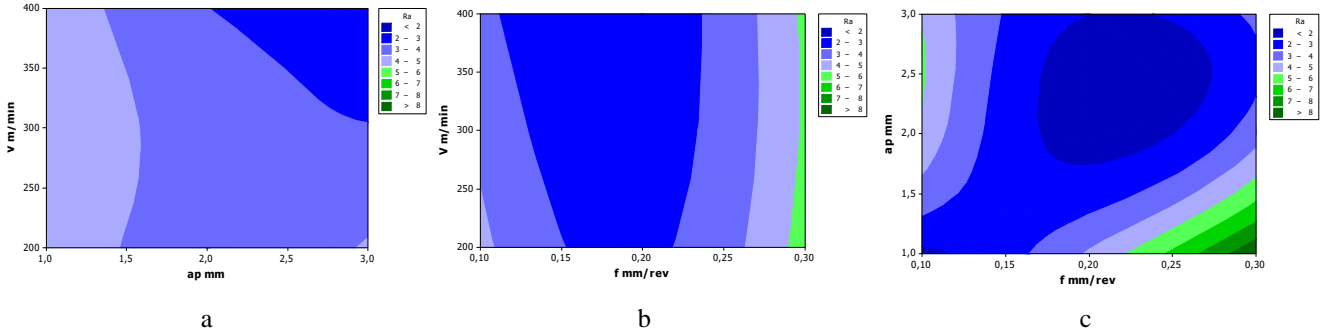 400
350
300
250
200
1,0
1,5
2,0
2,5
3,0
V m/min
ap mm
Ra
< 2
2 – 3
3 – 4
4 – 5
5 – 6
6 – 7
7 – 8
> 8
a
400
350
300
250
200
0,10
0,15
0,20
0,25
0,30
V m/min
f mm/rev
Ra
< 2
2 – 3
3 – 4
4 – 5
5 – 6
6 – 7
7 – 8
> 8
b
3,0
2,5
2,0
1,5
1,0
0,10
0,15
0,20
0,25
0,30
ap mm
f mm/rev
Ra
< 2
2 – 3
3 – 4
4 – 5
5 – 6
6 – 7
7 – 8
> 8
c